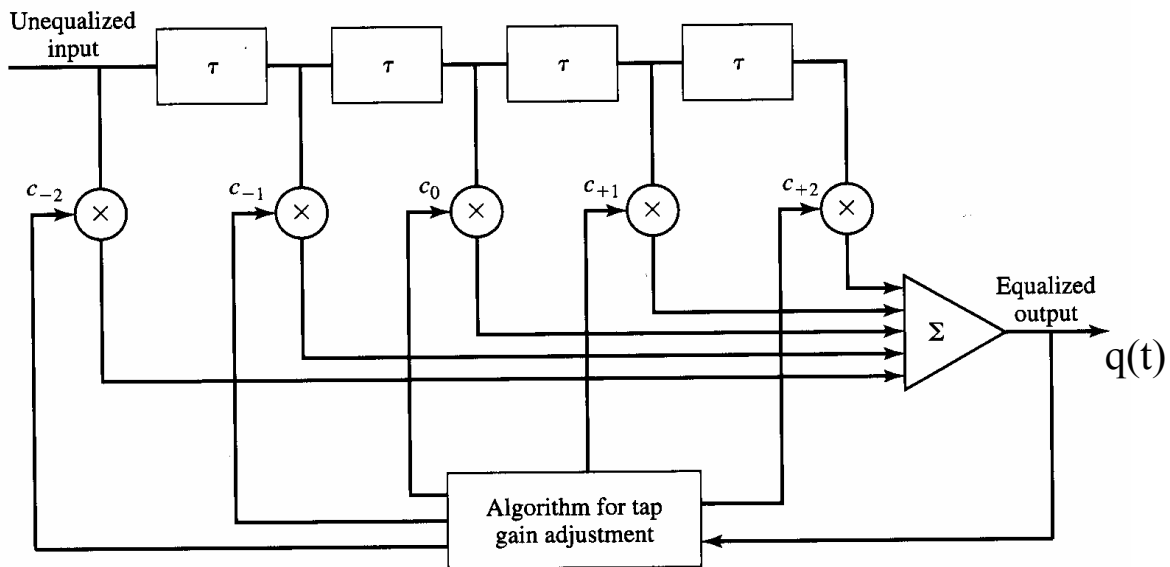 Unequalized
input
τ
τ
τ
τ
c₋₂
×
c₋₁
×
c₀
×
c₊₁
×
c₊₂
×
Equalized
output
Σ
q(t)
Algorithm for tap
gain adjustment